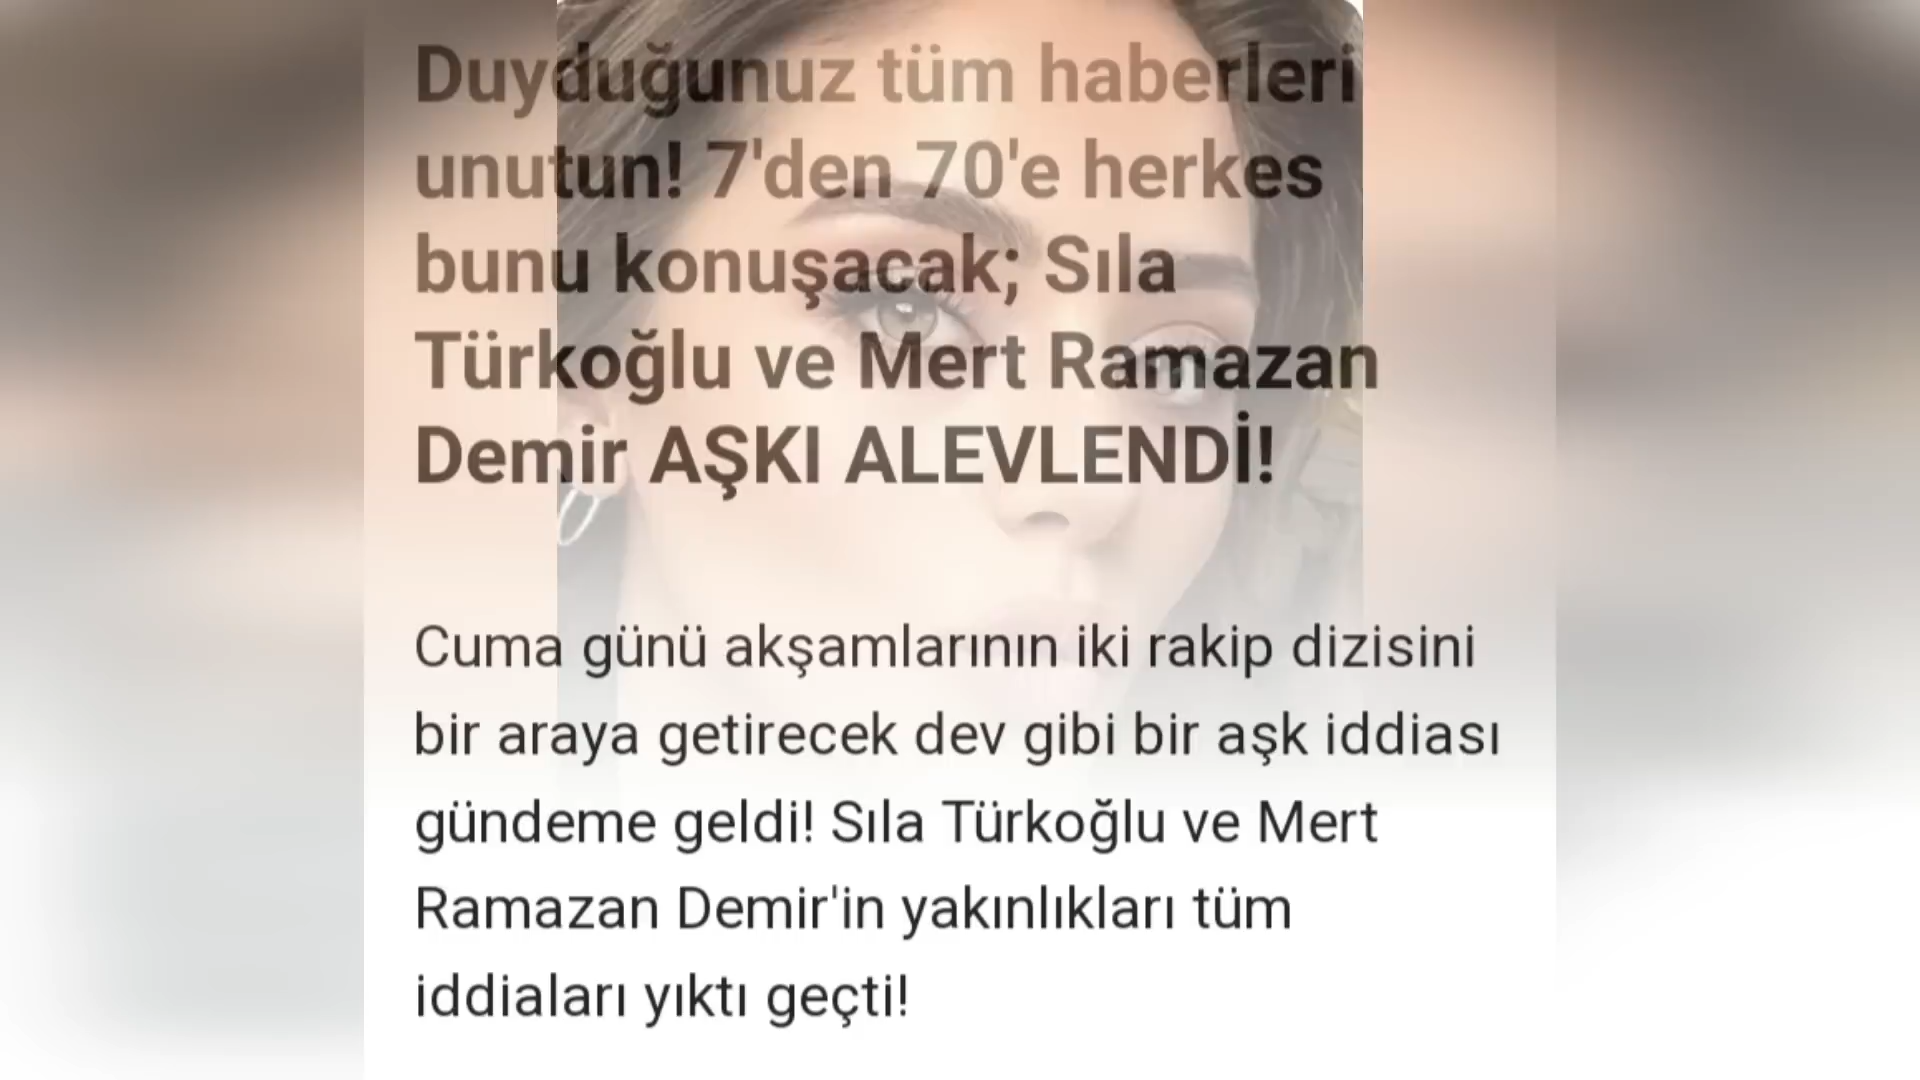 Duyduğunuz tüm haberleri
unutun! 7'den 70'e herkes
bunu konuşacak; Sıla
Türkoğlu ve Mert Ramazan
Demir AŞKI ALEVLENDİ!
Cuma günü akşamlarının iki rakip dizisini
bir araya getirecek dev gibi bir aşk iddiası
gündeme geldi! Sıla Türkoğlu ve Mert
Ramazan Demir'in yakınlıkları tüm
iddiaları yıktı geçti!